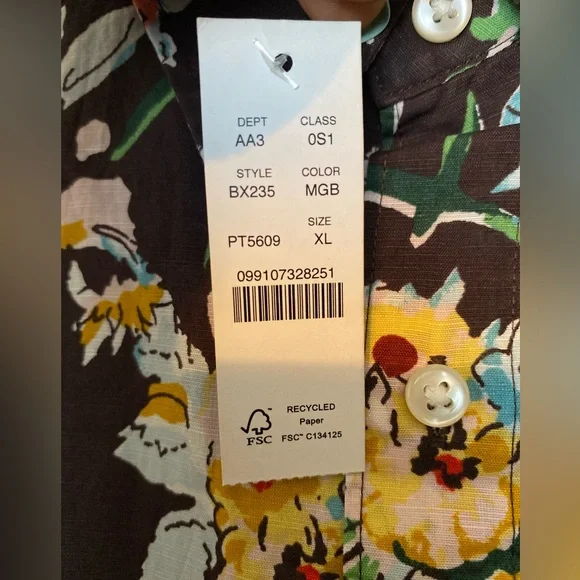 DEPT CLASS
AA3 0S1
STYLE COLOR
BX235 MGB
SIZE
PT5609 XL
099107328251
RECYCLED
Paper
FSC FSC™ C134125